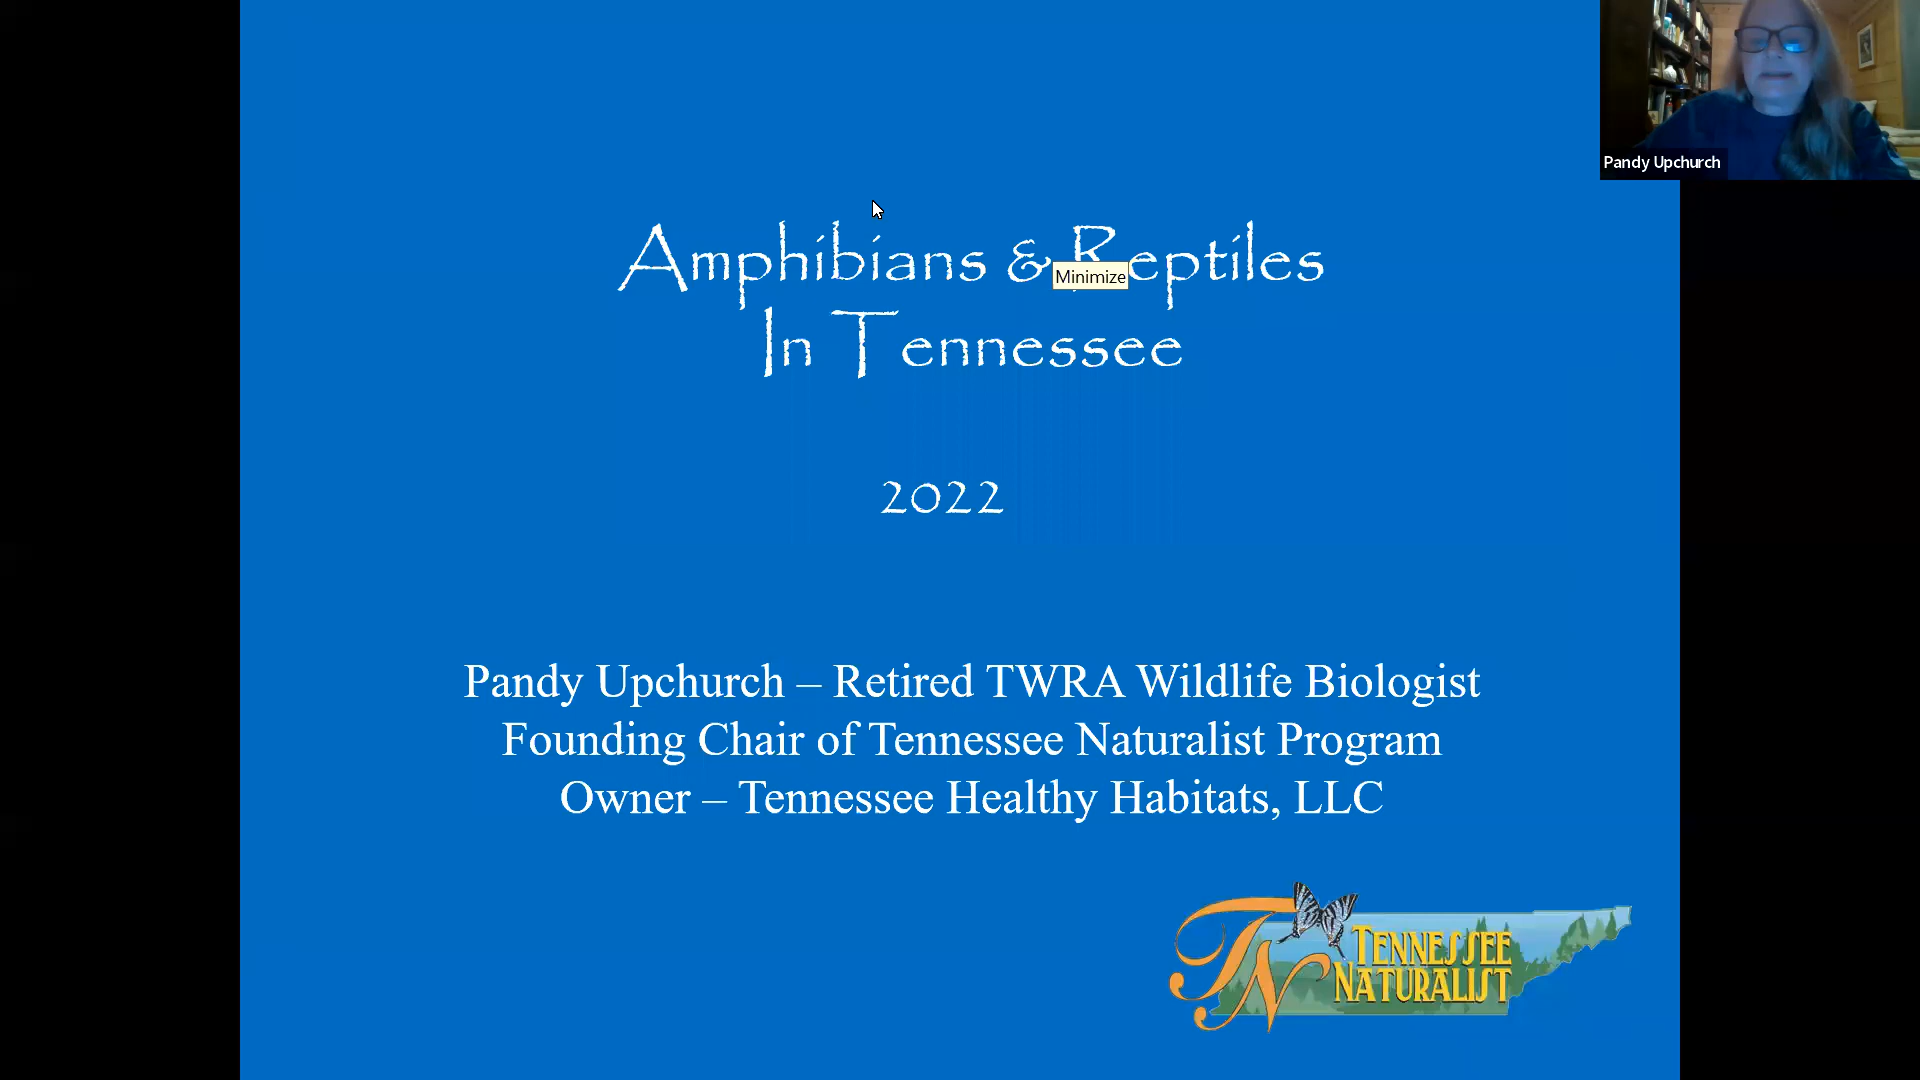 Pandy Upchurch
Amphibians & Reptiles
Minimize
In Tennessee
2022
Pandy Upchurch – Retired TWRA Wildlife Biologist
Founding Chair of Tennessee Naturalist Program
Owner – Tennessee Healthy Habitats, LLC
TN
TENNESSEE
NATURALIST